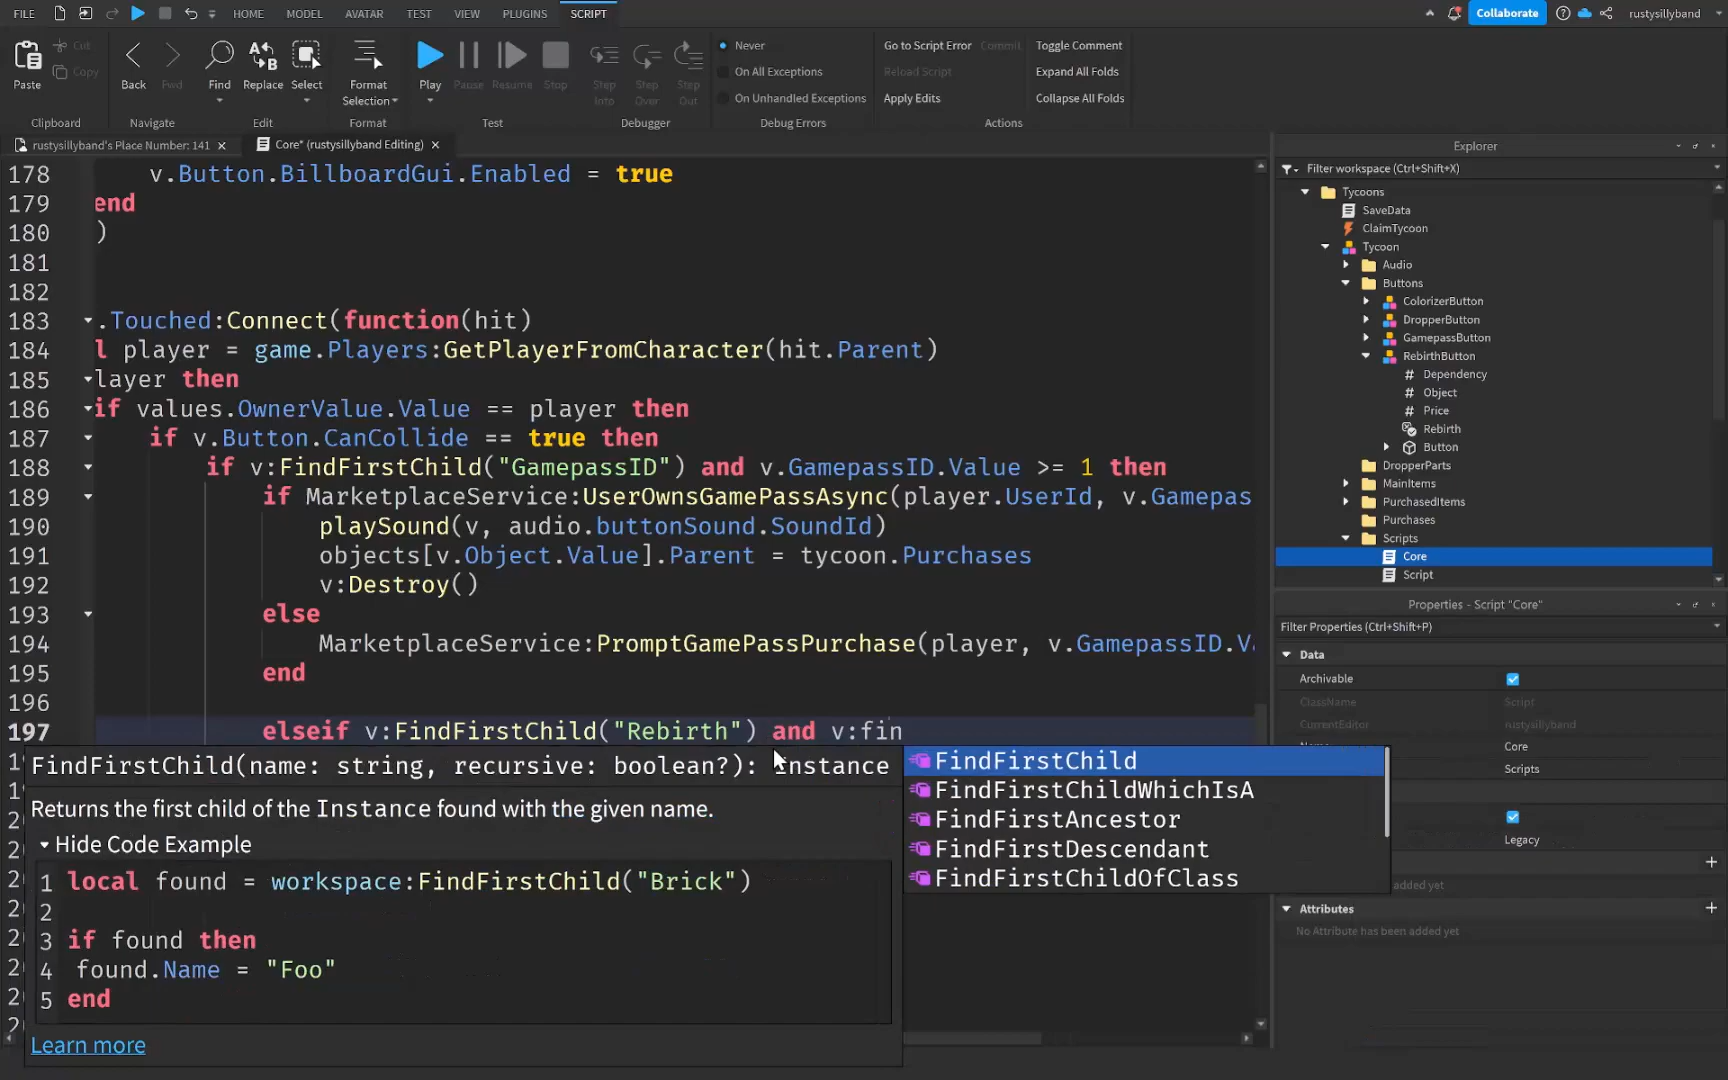 FILE HOME MODEL AVATAR TEST VIEW PLUGINS SCRIPT Collaborate rustysillyband
Paste Cut Copy Back Fwd Find Replace Select Format Selection Play Pause Resume Stop Step Into Step Over Step Out
Never
On All Exceptions
On Unhandled Exceptions
Go to Script Error Commit
Reload Script
Apply Edits
Toggle Comment
Expand All Folds
Collapse All Folds
Clipboard Navigate Edit Format Test Debugger Debug Errors Actions
rustysillyband's Place Number: 141 × Core* (rustysillyband Editing) ×
178 v.Button.BillboardGui.Enabled = true
179 end
180 )
181
182
183 .Touched:Connect(function(hit)
184 l player = game.Players:GetPlayerFromCharacter(hit.Parent)
185 layer then
186 if values.OwnerValue.Value == player then
187 if v.Button.CanCollide == true then
188 if v:FindFirstChild("GamepassID") and v.GamepassID.Value >= 1 then
189 if MarketplaceService:UserOwnsGamePassAsync(player.UserId, v.Gamepas
190 playSound(v, audio.buttonSound.SoundId)
191 objects[v.Object.Value].Parent = tycoon.Purchases
192 v:Destroy()
193 else
194 MarketplaceService:PromptGamePassPurchase(player, v.GamepassID.Va
195 end
196
197 elseif v:FindFirstChild("Rebirth") and v:fin
FindFirstChild(name: string, recursive: boolean?): Instance
Returns the first child of the Instance found with the given name.
Hide Code Example
1 local found = workspace:FindFirstChild("Brick")
2
3 if found then
4 found.Name = "Foo"
5 end
Learn more
FindFirstChild
FindFirstChildWhichIsA
FindFirstAncestor
FindFirstDescendant
FindFirstChildOfClass
Explorer
Filter workspace (Ctrl+Shift+X)
Tycoons
SaveData
ClaimTycoon
Tycoon
Audio
Buttons
ColorizerButton
DropperButton
GamepassButton
RebirthButton
Dependency
Object
Price
Rebirth
Button
DropperParts
MainItems
PurchasedItems
Purchases
Scripts
Core
Script
Properties - Script "Core"
Filter Properties (Ctrl+Shift+P)
Data
Archivable
ClassName Script
CurrentEditor rustysillyband
Core
Scripts
Legacy
added yet
Attributes
No Attribute has been added yet